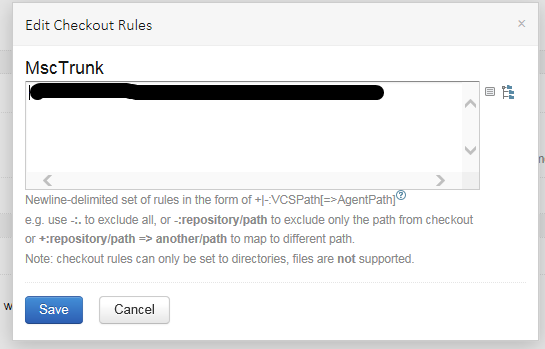 Edit Checkout Rules ×
MscTrunk
Newline-delimited set of rules in the form of +|-:VCSPath[=>AgentPath]?
e.g. use -:. to exclude all, or -:repository/path to exclude only the path from checkout
or +:repository/path => another/path to map to different path.
Note: checkout rules can only be set to directories, files are not supported.
Save Cancel